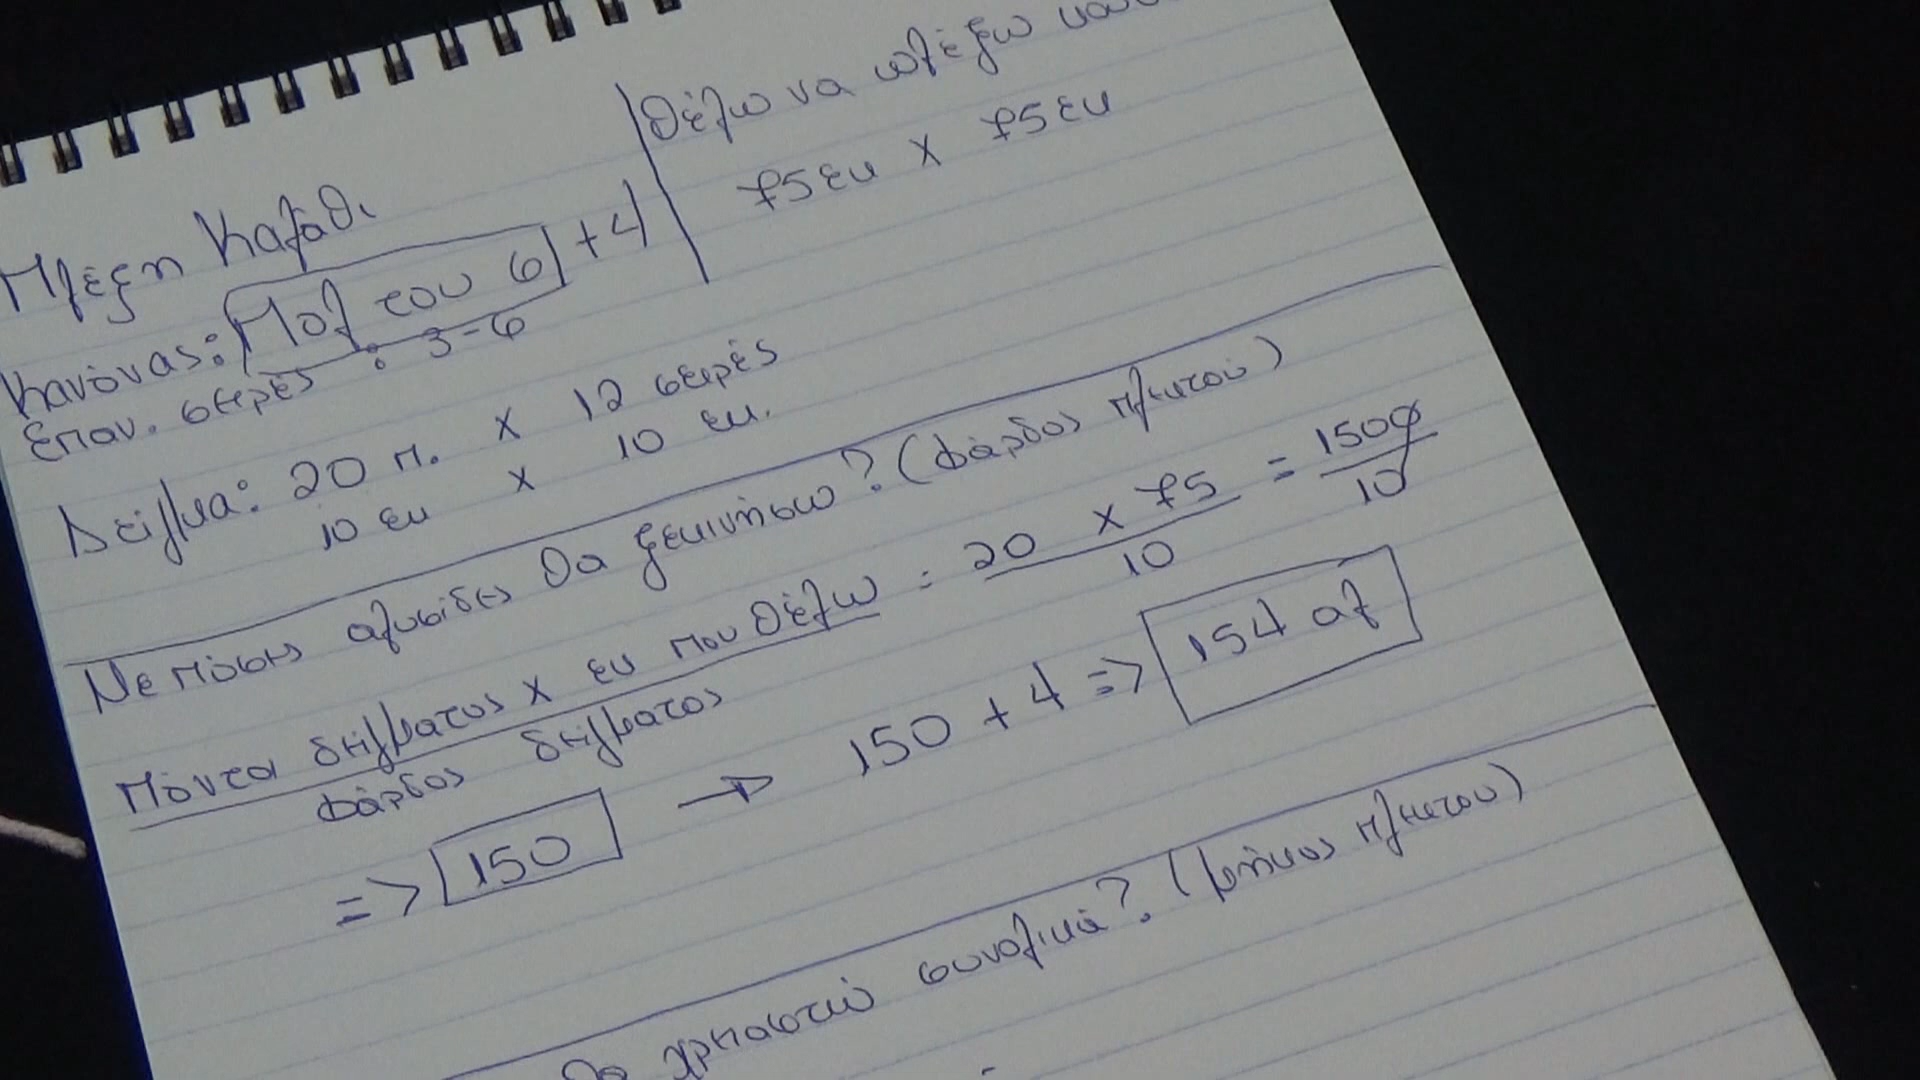 Θέλω να πλέξω
75εκ x 75εκ
Πλέξη Καλάθι
Κανόνας: Πολ του 6 + 4
Επαν. σειρές : 3-6
Δείγμα: 20 π. x 12 σειρές
10 εκ x 10 εκ.
Με πόσες αλυσίδες θα ξεκινήσω? (φάρδος πλεκτού)
Πόντοι δείγματος x εκ που θέλω = 20 x 75 = 1500
φάρδος δείγματος 10 10
=> 150 → 150 + 4 => 154 αλ
θα χρειαστώ συνολικά? (μήκος πλεκτού)